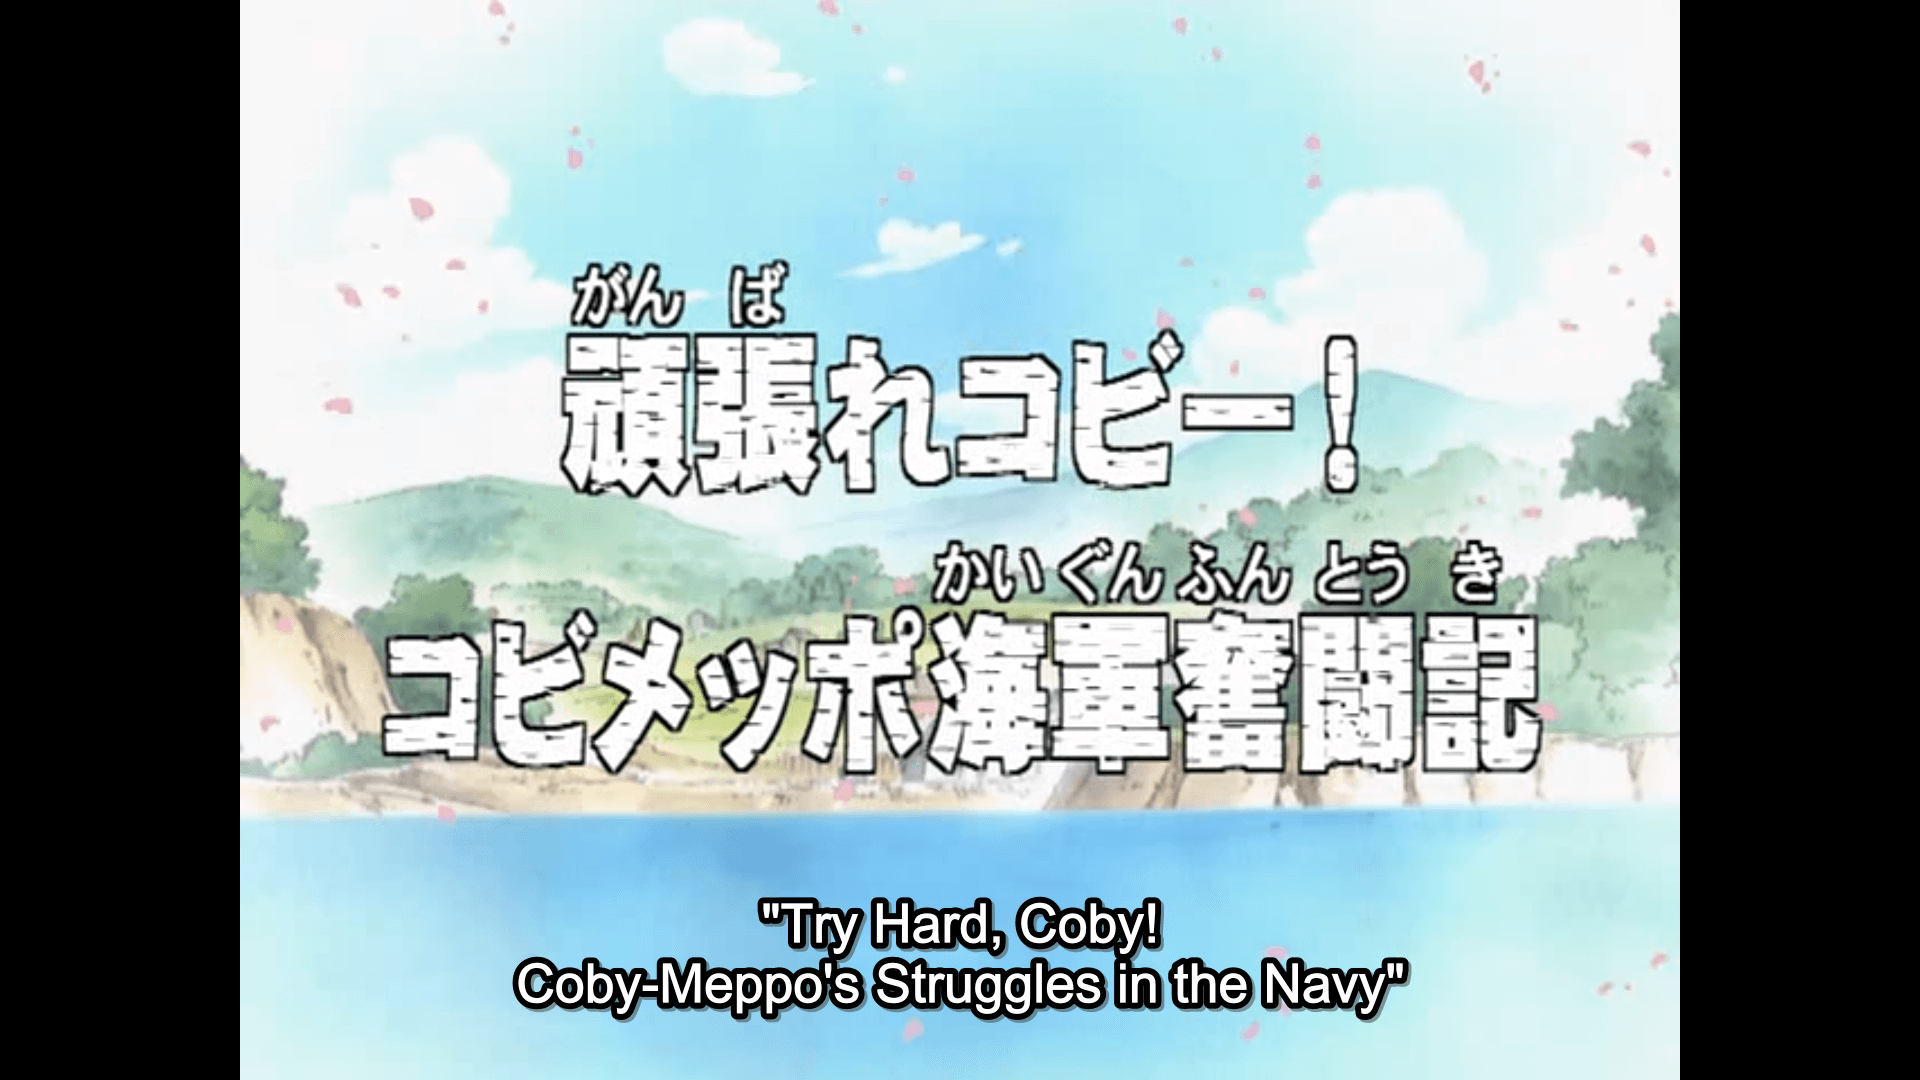 がんば
頑張れコビー！
かいぐんふんとうき
コビメッポ海軍奮闘記
"Try Hard, Coby!
Coby-Meppo's Struggles in the Navy"